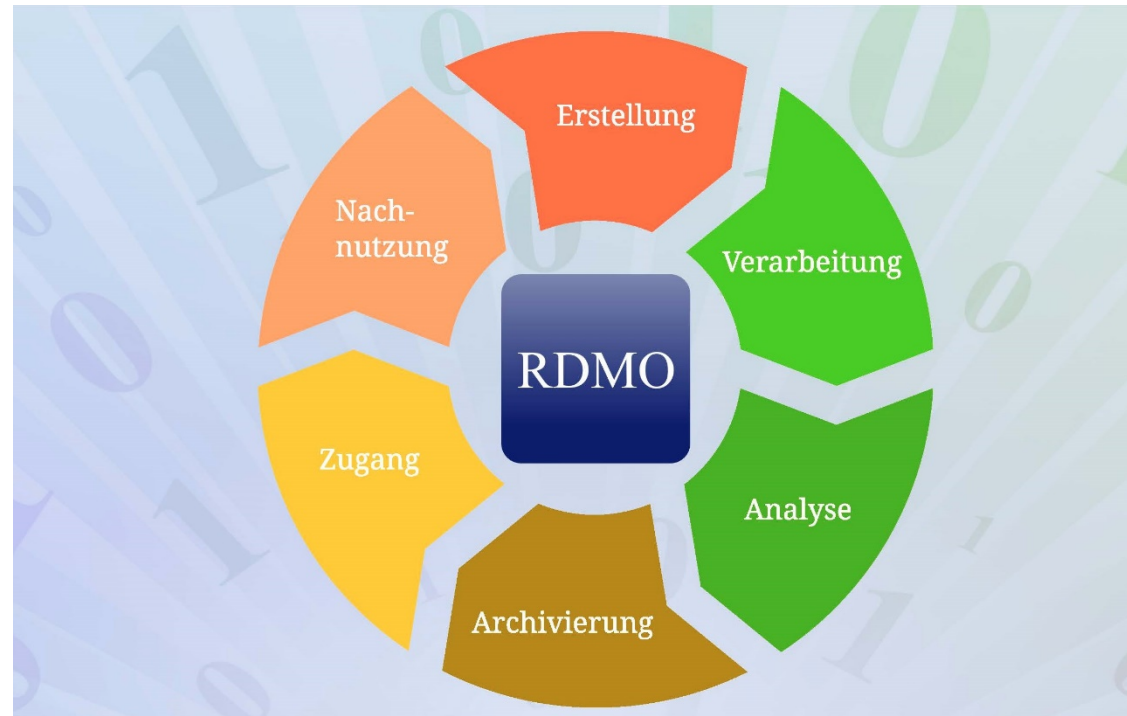 Erstellung
Verarbeitung
Analyse
Archivierung
Zugang
Nach-
nutzung
RDMO